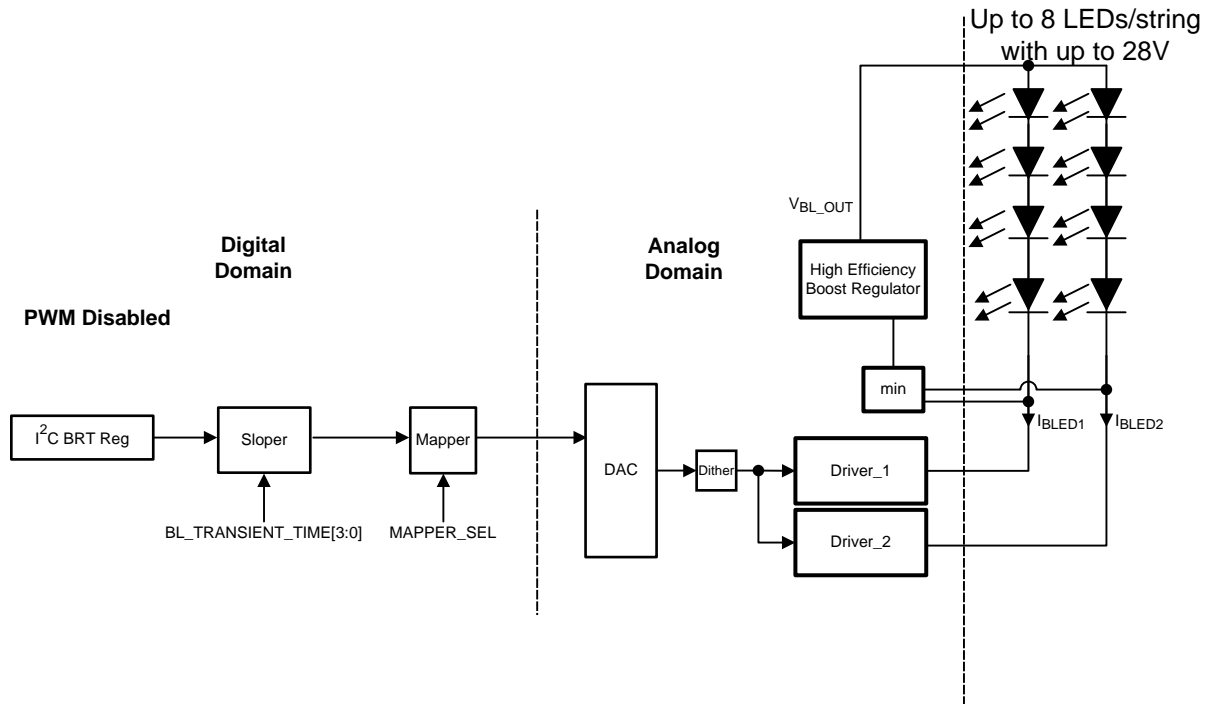 Up to 8 LEDs/string
with up to 28V
Digital
Domain
Analog
Domain
PWM Disabled
VBL_OUT
High Efficiency
Boost Regulator
min
IBLED1
IBLED2
I2C BRT Reg
Sloper
Mapper
DAC
Dither
Driver_1
Driver_2
BL_TRANSIENT_TIME[3:0]
MAPPER_SEL